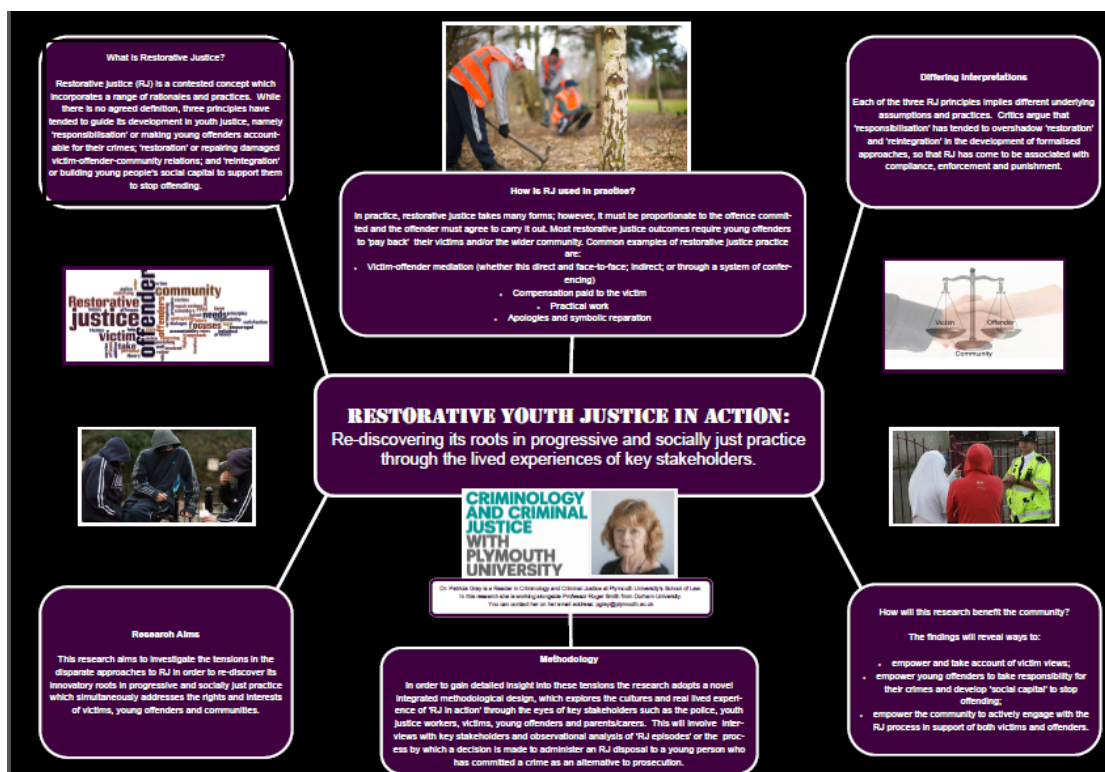 What is Restorative Justice?
Restorative justice (RJ) is a contested concept which
incorporates a range of rationales and practices. While
there is no agreed definition, three principles have
tended to guide its development in youth justice, namely
'responsibilisation' or making young offenders account-
able for their crimes; 'restoration' or repairing damaged
victim-offender-community relations; and 'reintegration'
or building young people's social capital to support them
to stop offending.
How is RJ used in practice?
In practice, restorative justice takes many forms; however, it must be proportionate to the offence commit-
ted and the offender must agree to carry it out. Most restorative justice outcomes require young offenders
to 'pay back' their victims and/or the wider community. Common examples of restorative justice practice
are:
• Victim-offender mediation (whether this direct and face-to-face; indirect; or through a system of confer-
encing)
• Compensation paid to the victim
• Practical work
• Apologies and symbolic reparation
Differing Interpretations
Each of the three RJ principles implies different underlying
assumptions and practices. Critics argue that
'responsibilisation' has tended to overshadow 'restoration'
and 'reintegration' in the development of formalised
approaches, so that RJ has come to be associated with
compliance, enforcement and punishment.
Restorative
justice
offender
community
victim
needs
focuses
take
offenders
Victim
Offender
Community
RESTORATIVE YOUTH JUSTICE IN ACTION:
Re-discovering its roots in progressive and socially just practice
through the lived experiences of key stakeholders.
CRIMINOLOGY
AND CRIMINAL
JUSTICE
WITH
PLYMOUTH
UNIVERSITY
Dr. Patricia Gray is a Reader in Criminology and Criminal Justice at Plymouth University's School of Law.
In this research she is working alongside Professor Roger Smith from Durham University.
You can contact her on her email address: pgray@plymouth.ac.uk
Research Aims
This research aims to investigate the tensions in the
disparate approaches to RJ in order to re-discover its
innovatory roots in progressive and socially just practice
which simultaneously addresses the rights and interests
of victims, young offenders and communities.
Methodology
In order to gain detailed insight into these tensions the research adopts a novel
integrated methodological design, which explores the cultures and real lived experi-
ence of 'RJ in action' through the eyes of key stakeholders such as the police, youth
justice workers, victims, young offenders and parents/carers. This will involve inter-
views with key stakeholders and observational analysis of 'RJ episodes' or the proc-
ess by which a decision is made to administer an RJ disposal to a young person who
has committed a crime as an alternative to prosecution.
How will this research benefit the community?
The findings will reveal ways to:
• empower and take account of victim views;
• empower young offenders to take responsibility for
their crimes and develop 'social capital' to stop
offending;
• empower the community to actively engage with the
RJ process in support of both victims and offenders.